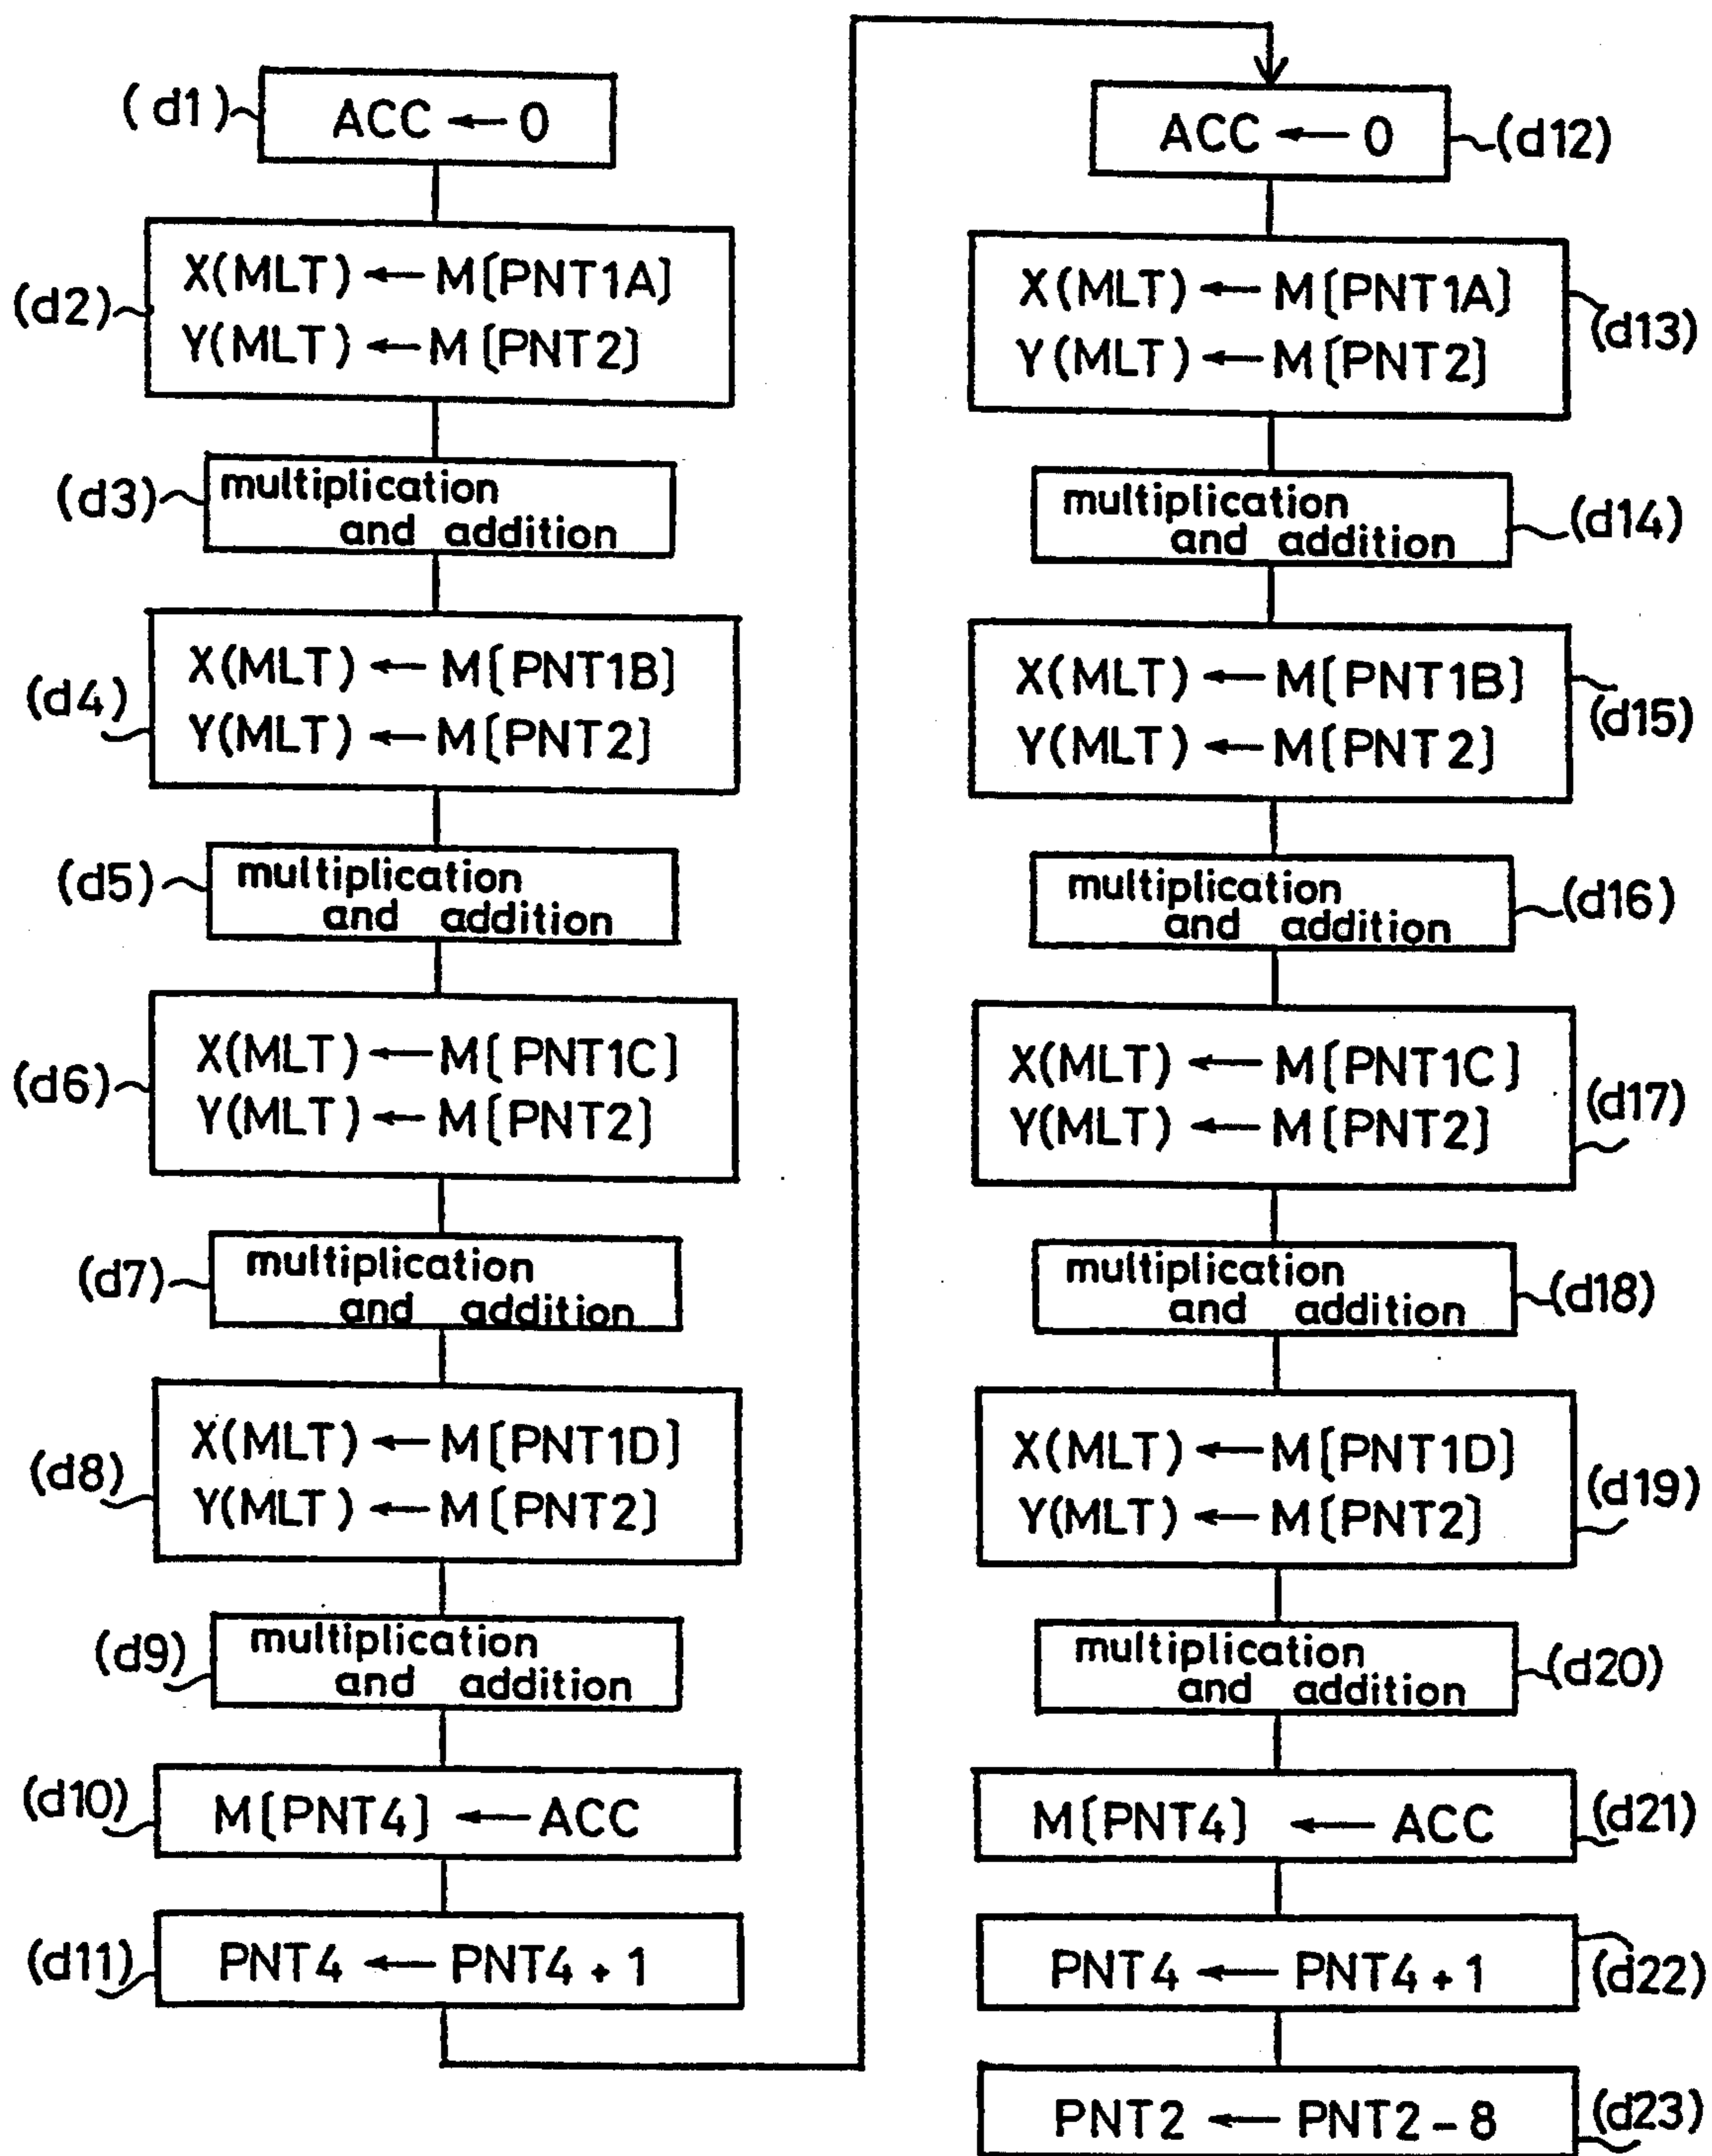 (d1)
ACC ← 0
(d2)
X(MLT) ← M[PNT1A]
Y(MLT) ← M[PNT2]
(d3)
multiplication
and addition
(d4)
X(MLT) ← M[PNT1B]
Y(MLT) ← M[PNT2]
(d5)
multiplication
and addition
(d6)
X(MLT) ← M[PNT1C]
Y(MLT) ← M[PNT2]
(d7)
multiplication
and addition
(d8)
X(MLT) ← M[PNT1D]
Y(MLT) ← M[PNT2]
(d9)
multiplication
and addition
(d10)
M[PNT4] ← ACC
(d11)
PNT4 ← PNT4 + 1
ACC ← 0
(d12)
X(MLT) ← M[PNT1A]
Y(MLT) ← M[PNT2]
(d13)
multiplication
and addition
(d14)
X(MLT) ← M[PNT1B]
Y(MLT) ← M[PNT2]
(d15)
multiplication
and addition
(d16)
X(MLT) ← M[PNT1C]
Y(MLT) ← M[PNT2]
(d17)
multiplication
and addition
(d18)
X(MLT) ← M[PNT1D]
Y(MLT) ← M[PNT2]
(d19)
multiplication
and addition
(d20)
M[PNT4] ← ACC
(d21)
PNT4 ← PNT4 + 1
(d22)
PNT2 ← PNT2 - 8
(d23)